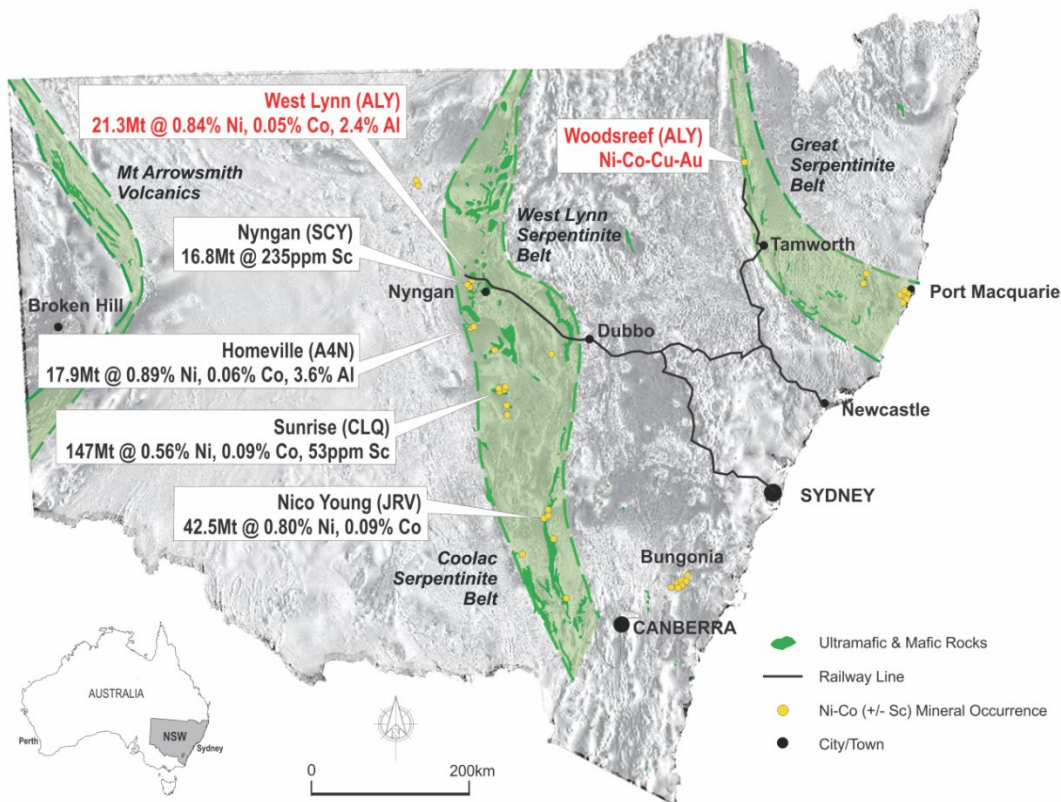 West Lynn (ALY)
21.3Mt @ 0.84% Ni, 0.05% Co, 2.4% Al
Woodsreef (ALY)
Ni-Co-Cu-Au
Great
Serpentinite
Belt
Mt Arrowsmith
Volcanics
West Lynn
Serpentinite
Belt
Nyngan (SCY)
16.8Mt @ 235ppm Sc
Tamworth
Nyngan
Port Macquarie
Broken Hill
Dubbo
Homeville (A4N)
17.9Mt @ 0.89% Ni, 0.06% Co, 3.6% Al
Newcastle
Sunrise (CLQ)
147Mt @ 0.56% Ni, 0.09% Co, 53ppm Sc
SYDNEY
Nico Young (JRV)
42.5Mt @ 0.80% Ni, 0.09% Co
Bungonia
Coolac
Serpentinite
Belt
CANBERRA
Ultramafic & Mafic Rocks
Railway Line
Ni-Co (+/- Sc) Mineral Occurrence
City/Town
AUSTRALIA
NSW
Perth
Sydney
0
200km